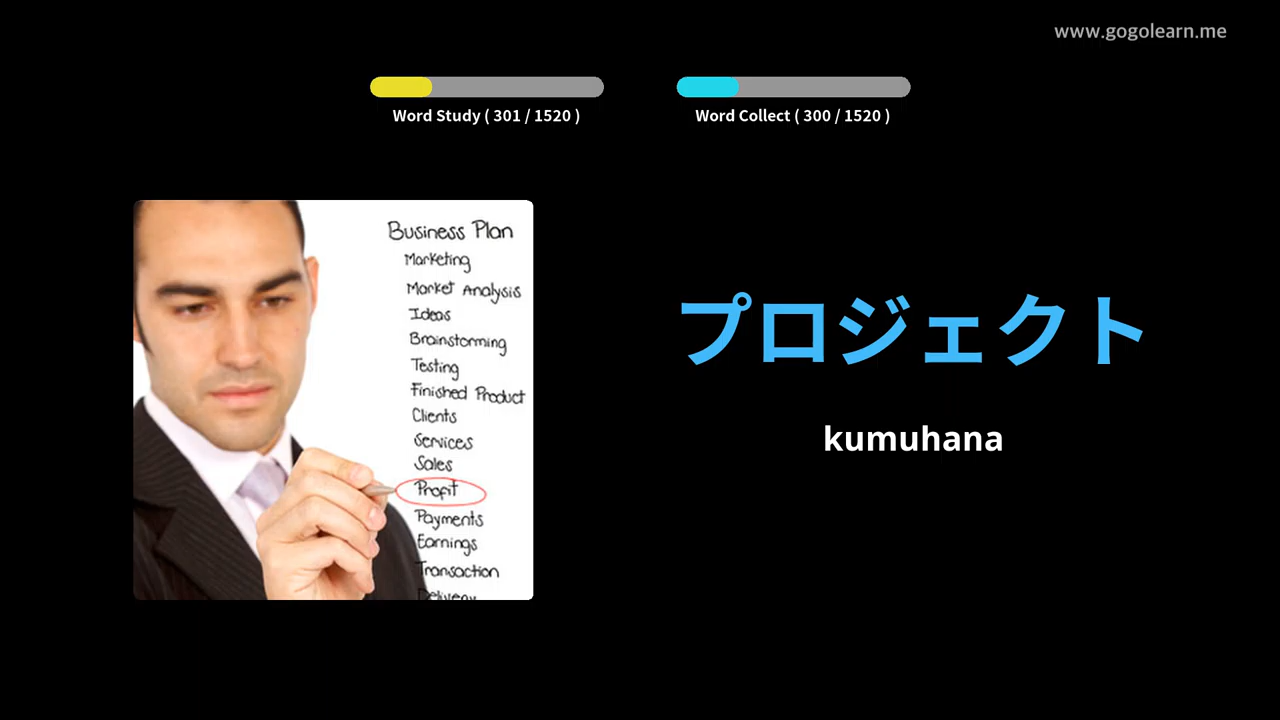 www.gogolearn.me
Word Study ( 301 / 1520 )
Word Collect ( 300 / 1520 )
Business Plan
Marketing
Market Analysis
Ideas
Brainstorming
Testing
Finished Product
Clients
Services
Sales
Profit
Payments
Earnings
Transaction
Delivery
プロジェクト
kumuhana